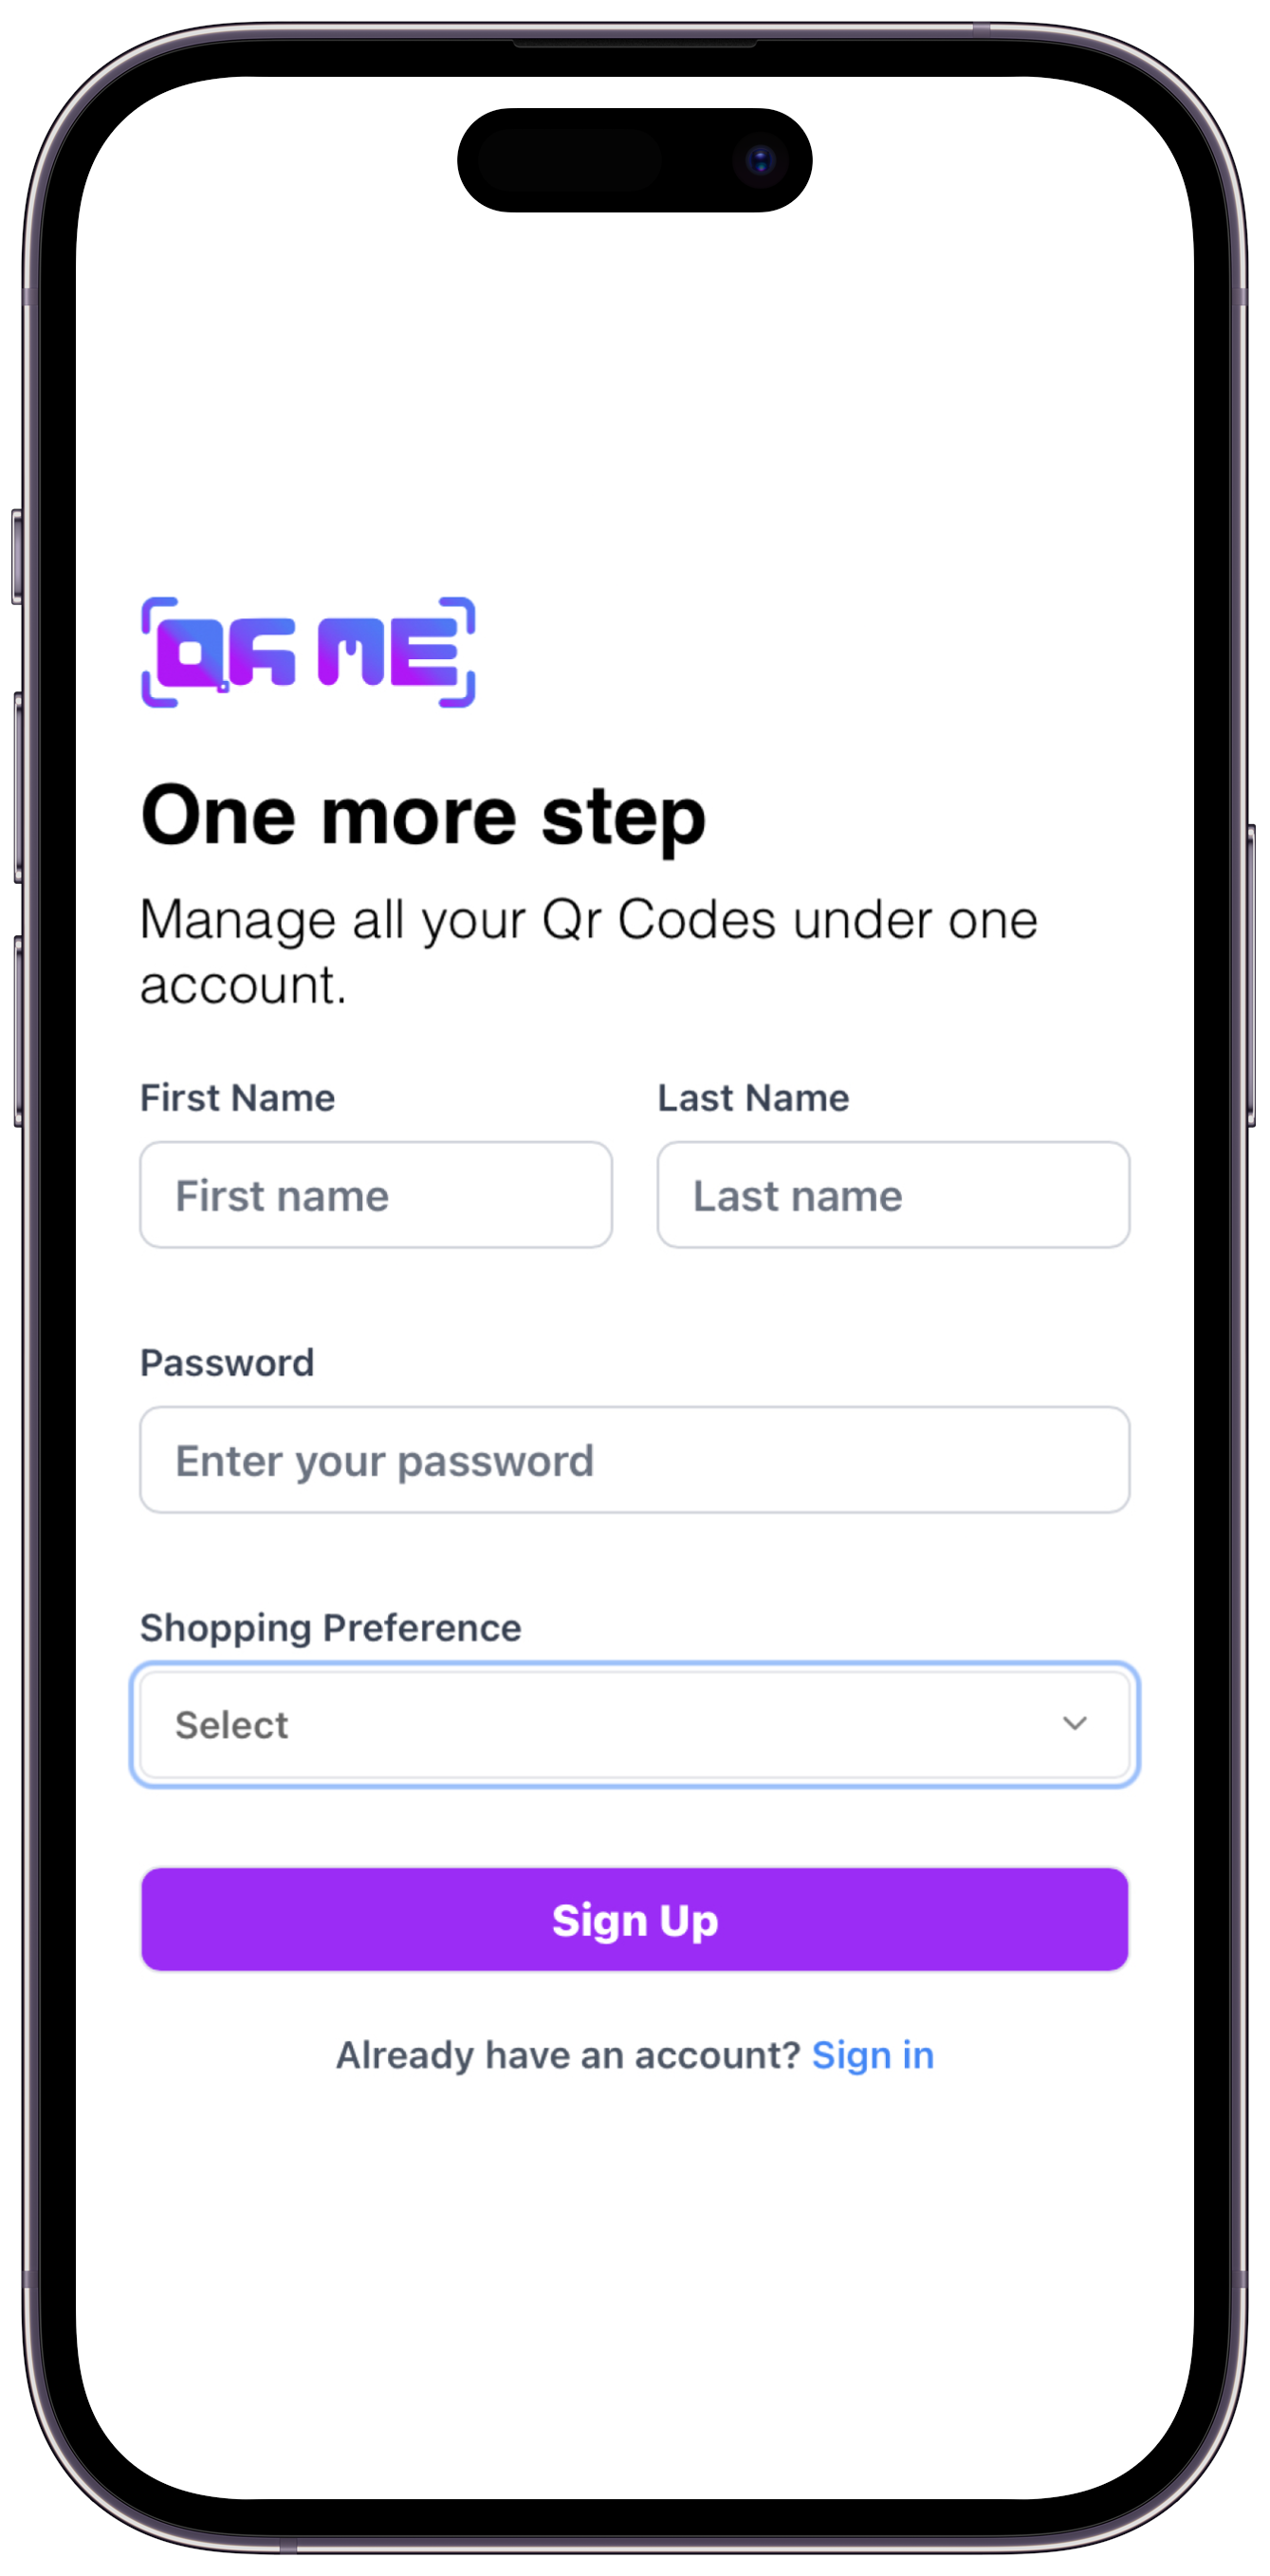 QR ME
One more step
Manage all your Qr Codes under one
account.
First Name Last Name
First name Last name
Password
Enter your password
Shopping Preference
Select
Sign Up
Already have an account? Sign in